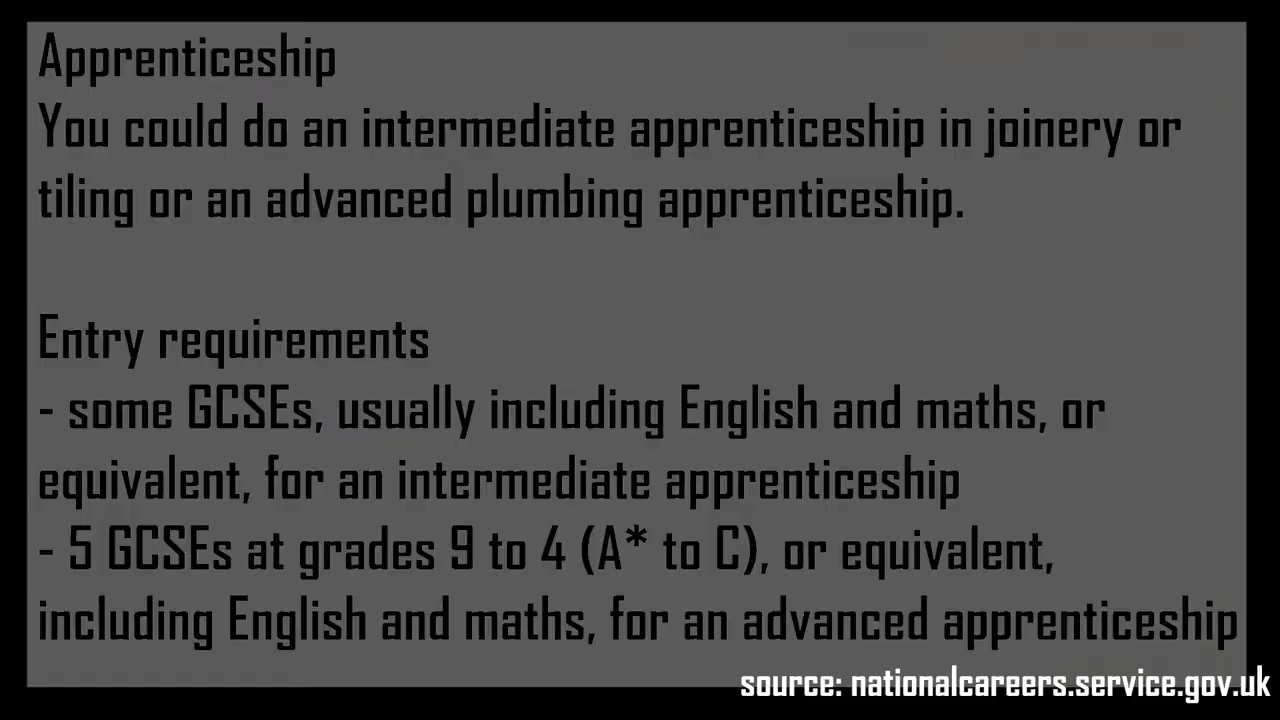 Apprenticeship
You could do an intermediate apprenticeship in joinery or
tiling or an advanced plumbing apprenticeship.
Entry requirements
- some GCSEs, usually including English and maths, or
equivalent, for an intermediate apprenticeship
- 5 GCSEs at grades 9 to 4 (A* to C), or equivalent,
including English and maths, for an advanced apprenticeship
source: nationalcareers.service.gov.uk